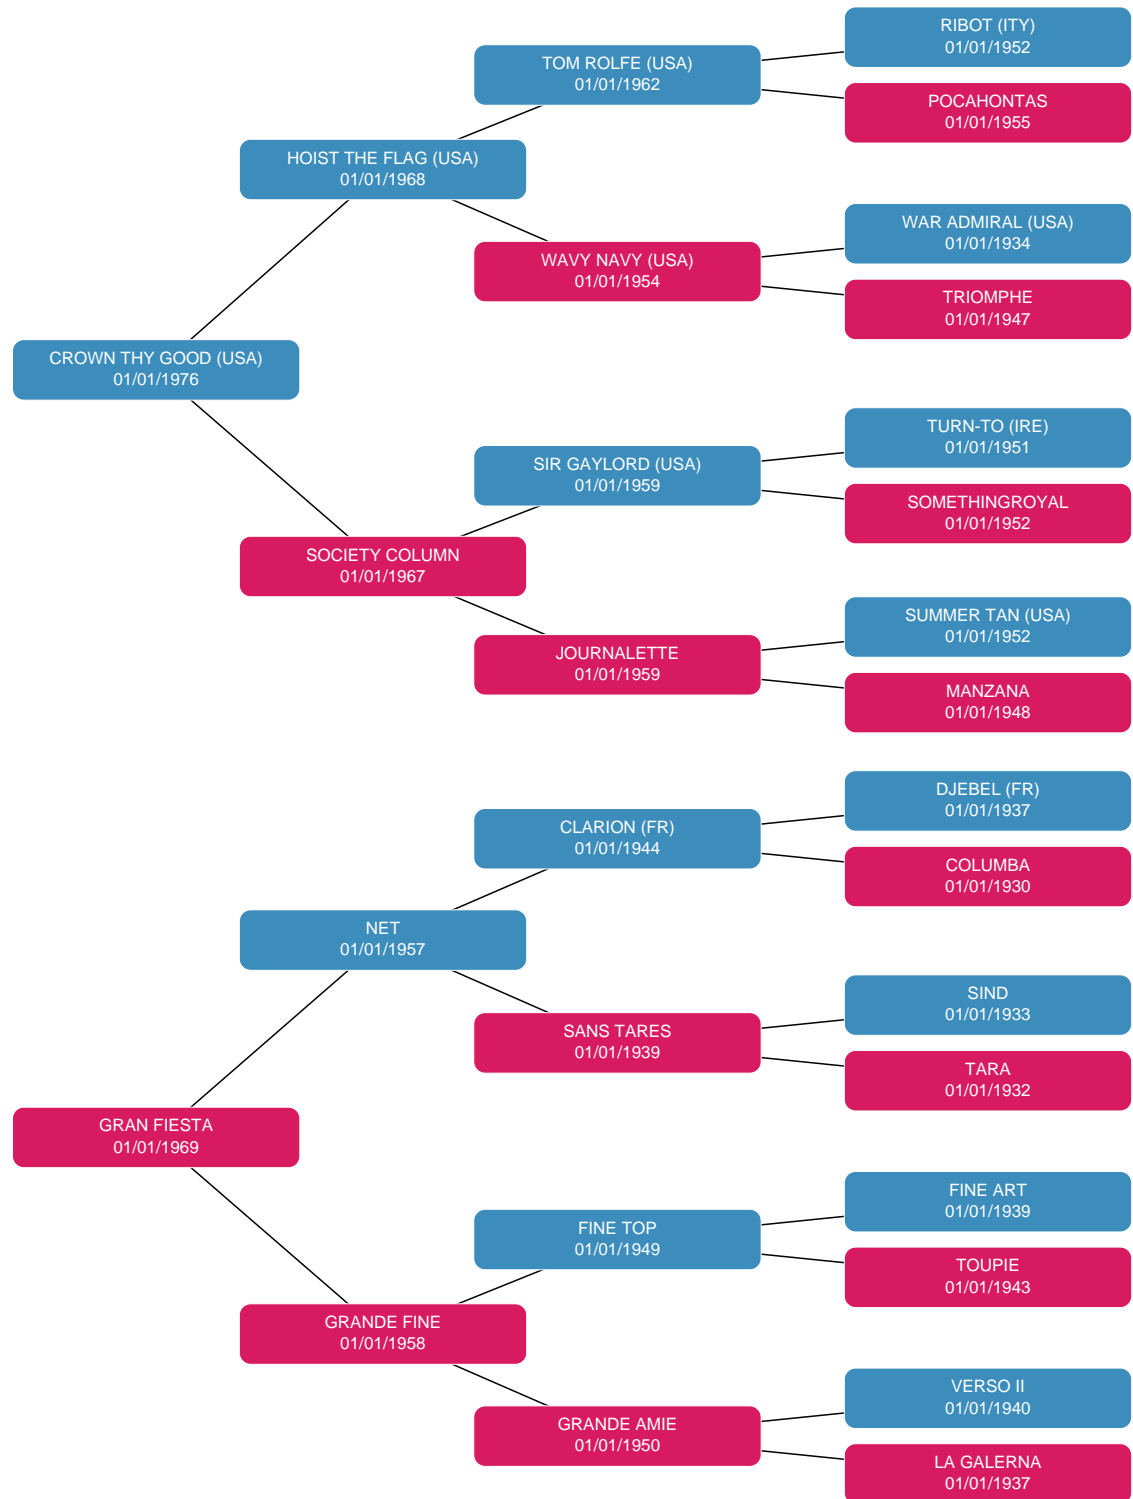 RIBOT (ITY)
01/01/1952
TOM ROLFE (USA)
01/01/1962
POCAHONTAS
01/01/1955
HOIST THE FLAG (USA)
01/01/1968
WAR ADMIRAL (USA)
01/01/1934
WAVY NAVY (USA)
01/01/1954
TRIOMPHE
01/01/1947
CROWN THY GOOD (USA)
01/01/1976
TURN-TO (IRE)
01/01/1951
SIR GAYLORD (USA)
01/01/1959
SOMETHINGROYAL
01/01/1952
SOCIETY COLUMN
01/01/1967
SUMMER TAN (USA)
01/01/1952
JOURNALETTE
01/01/1959
MANZANA
01/01/1948
DJEBEL (FR)
01/01/1937
CLARION (FR)
01/01/1944
COLUMBA
01/01/1930
NET
01/01/1957
SIND
01/01/1933
SANS TARES
01/01/1939
TARA
01/01/1932
GRAN FIESTA
01/01/1969
FINE ART
01/01/1939
FINE TOP
01/01/1949
TOUPIE
01/01/1943
GRANDE FINE
01/01/1958
VERSO II
01/01/1940
GRANDE AMIE
01/01/1950
LA GALERNA
01/01/1937